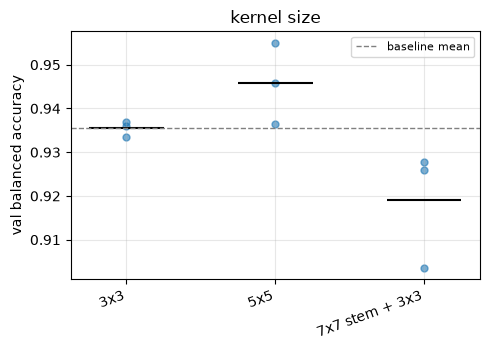 kernel size
baseline mean
val balanced accuracy
0.95
0.94
0.93
0.92
0.91
3x3
5x5
7x7 stem + 3x3